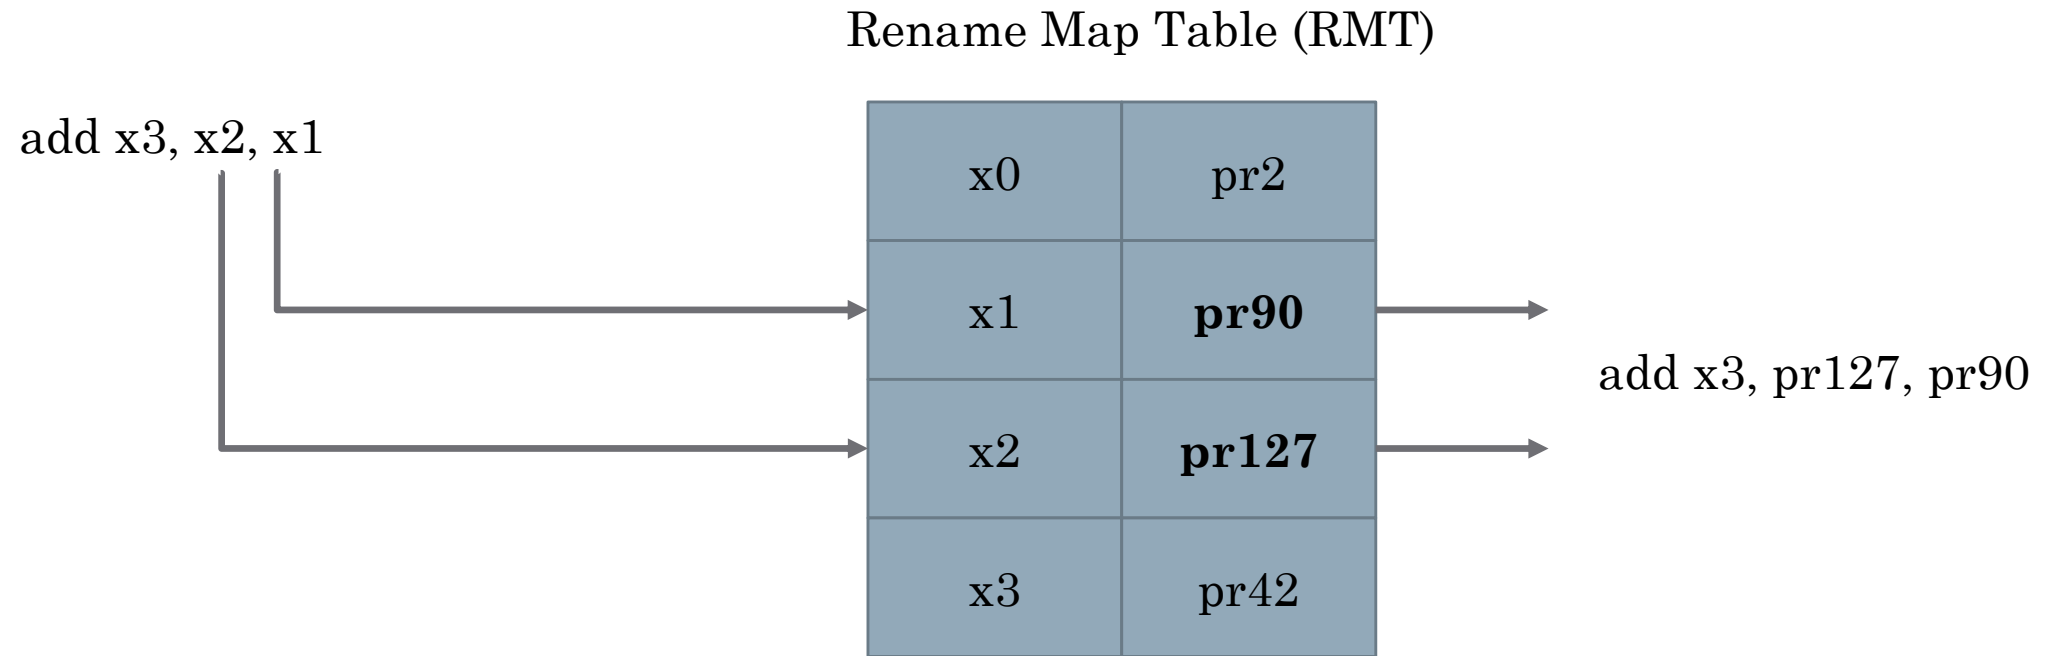 Rename Map Table (RMT)
add x3, x2, x1
x0 pr2
x1 pr90
x2 pr127
x3 pr42
add x3, pr127, pr90